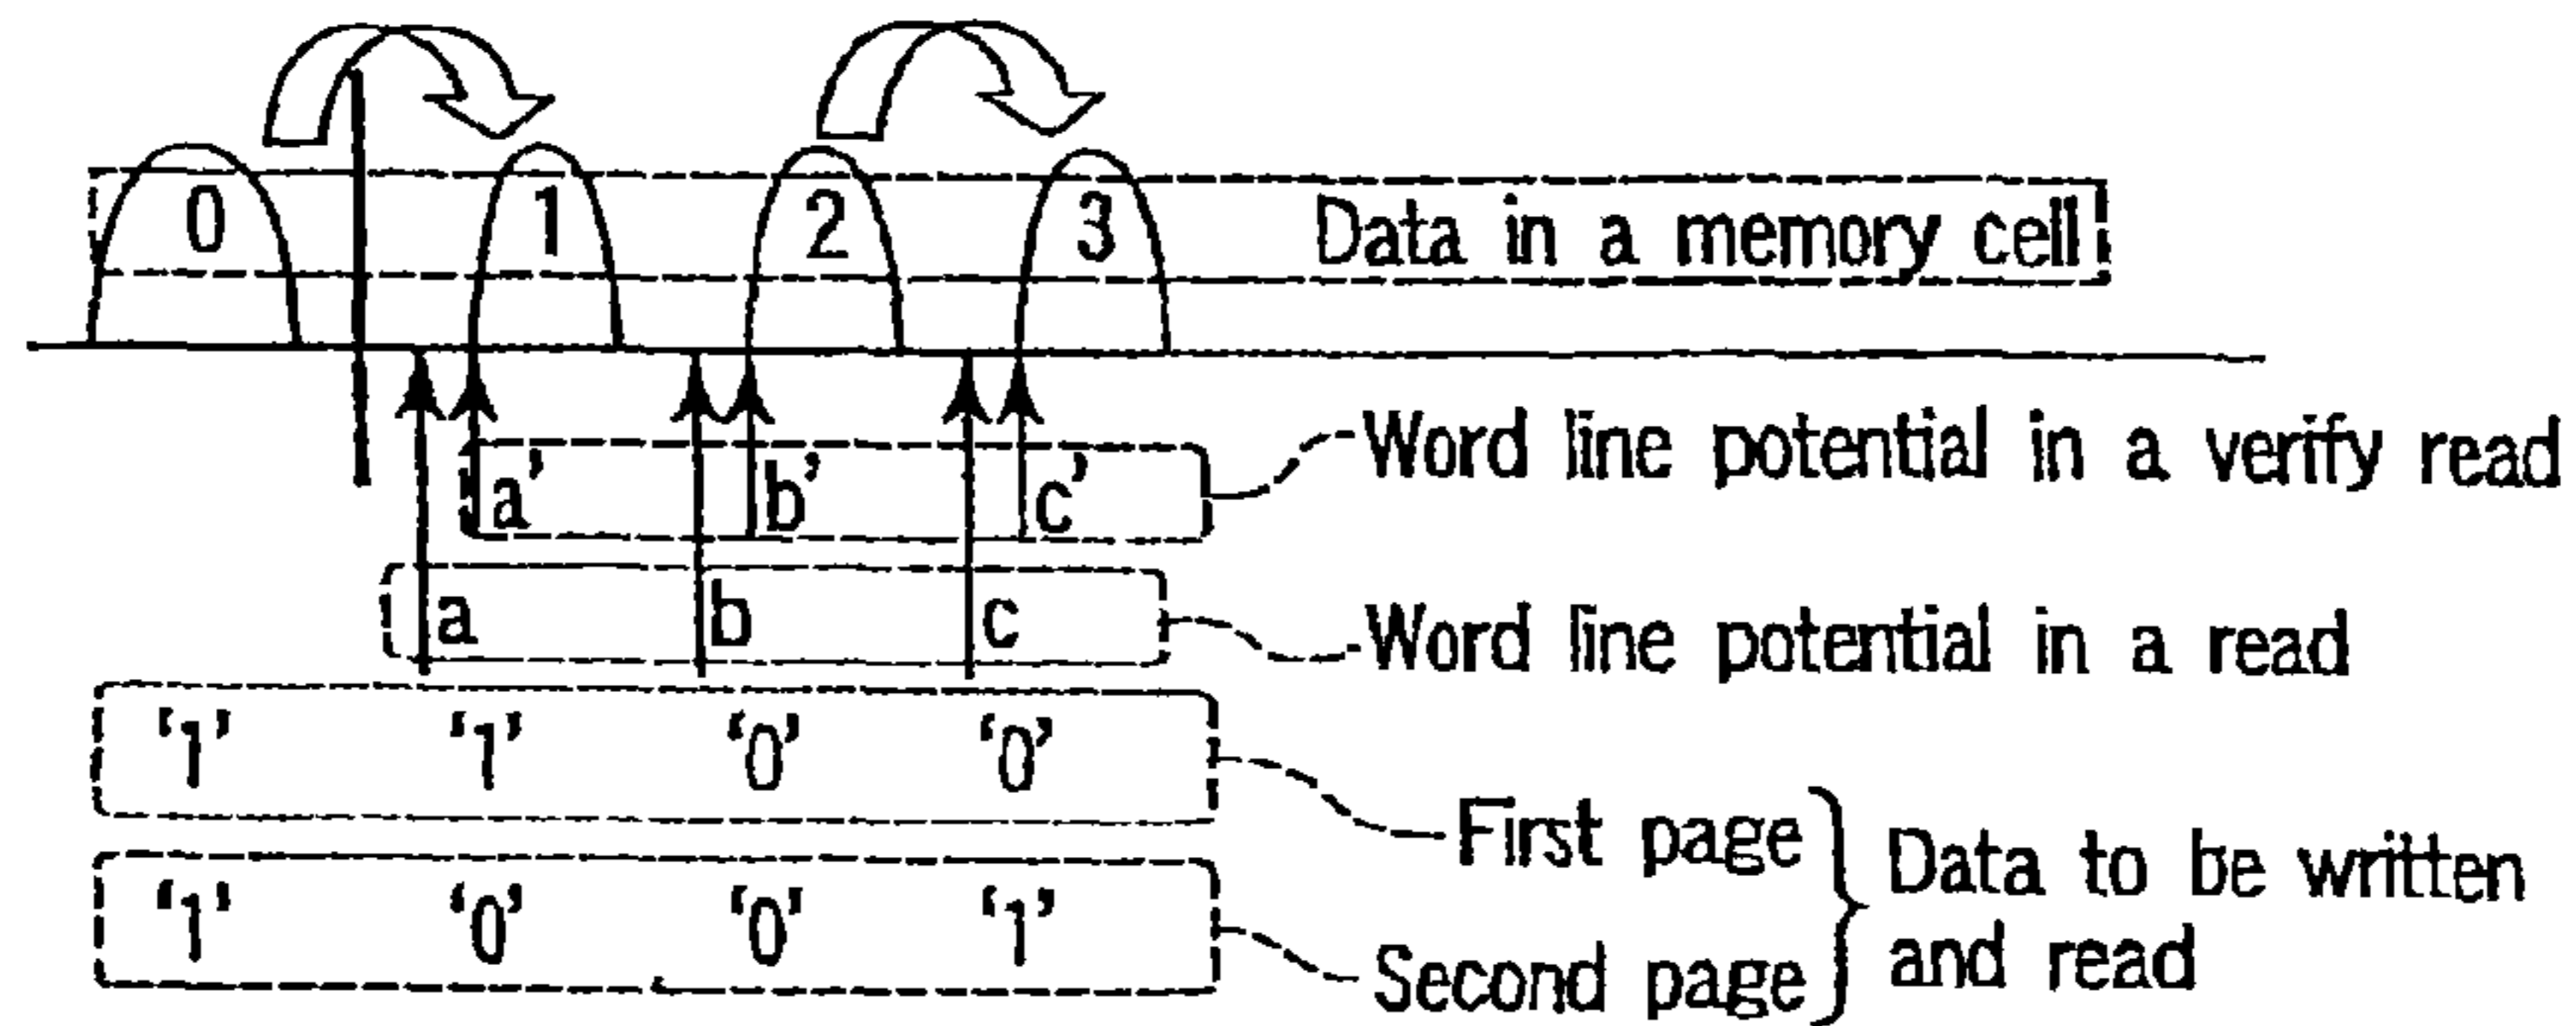 0 1 2 3 Data in a memory cell
a' b' c' Word line potential in a verify read
a b c Word line potential in a read
‘1’ ‘1’ ‘0’ ‘0’
First page
‘1’ ‘0’ ‘0’ ‘1’
Second page
Data to be written
and read